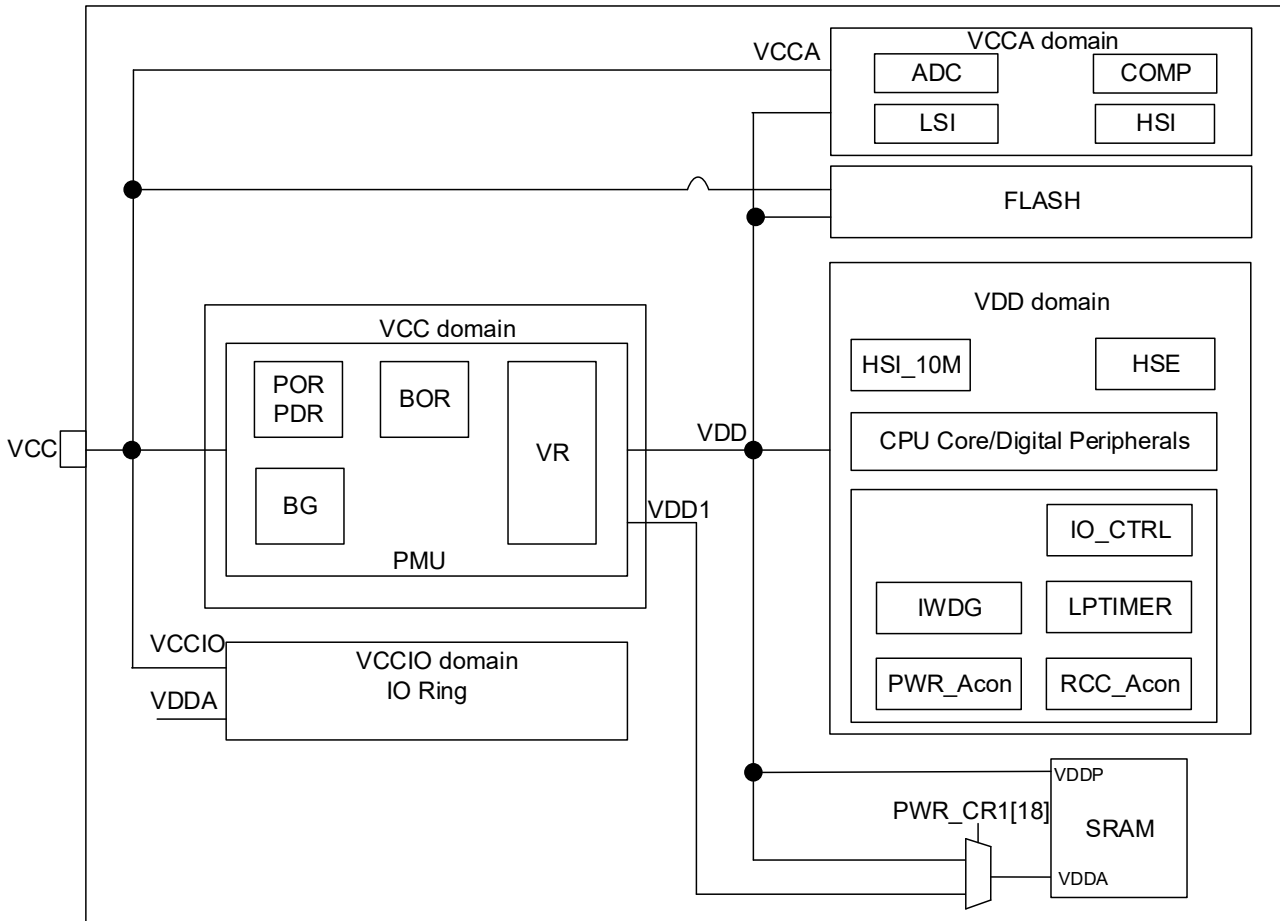 VCCA domain
VCCA
ADC
COMP
LSI
HSI
FLASH
VDD domain
VCC domain
HSI_10M
HSE
POR
PDR
BOR
VR
VDD
CPU Core/Digital Peripherals
VCC
BG
VDD1
IO_CTRL
PMU
IWDG
LPTIMER
VCCIO
VCCIO domain
IO Ring
VDDA
PWR_Acon
RCC_Acon
VDDP
PWR_CR1[18]
SRAM
VDDA